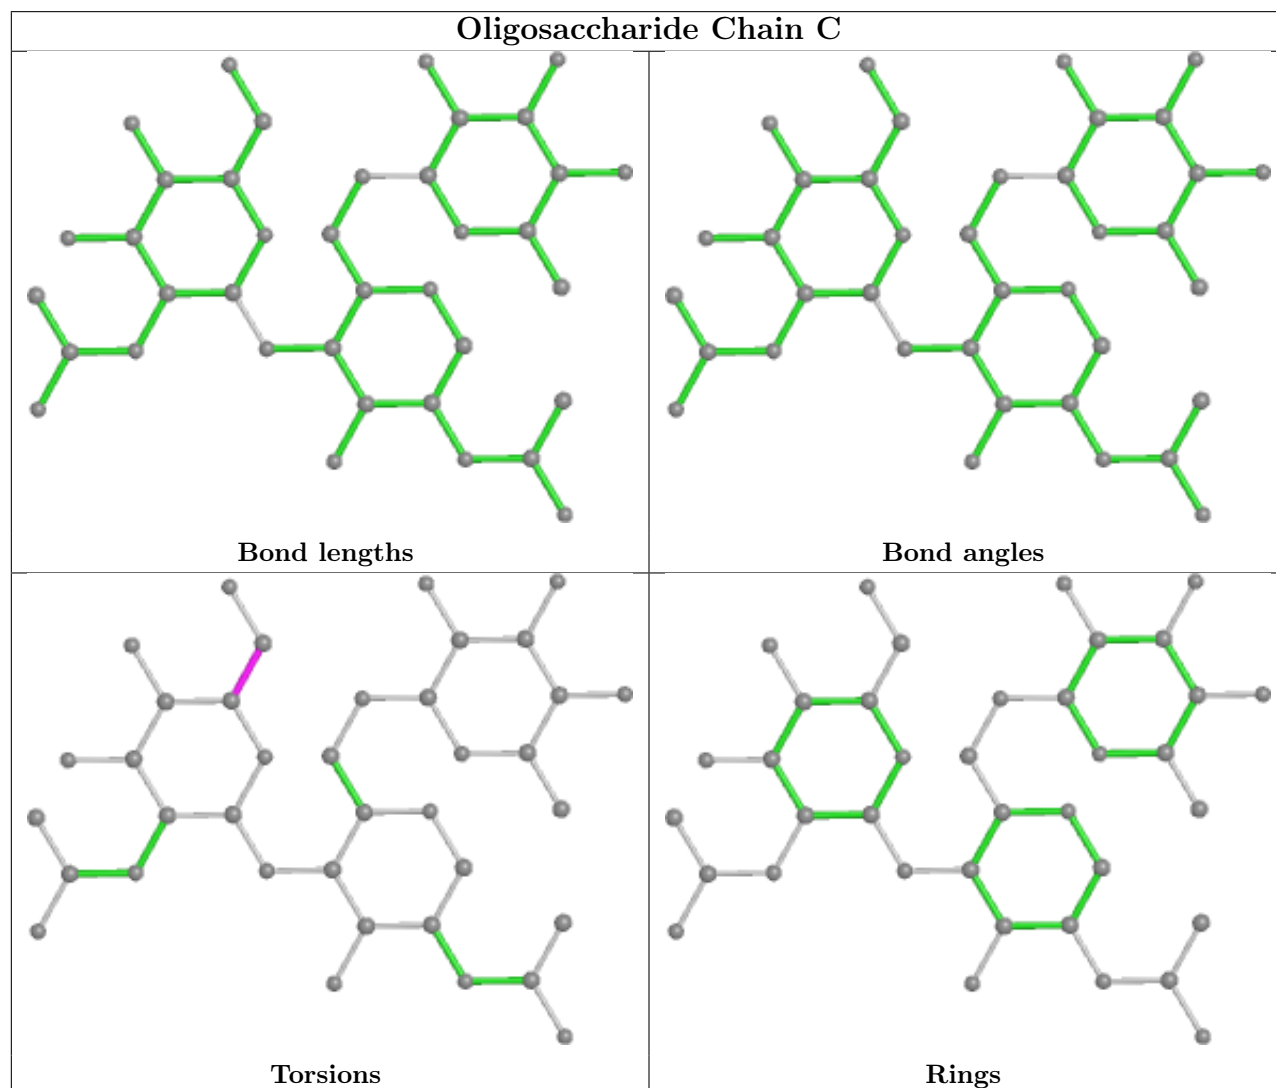 Oligosaccharide Chain C
Bond lengths
Bond angles
Torsions
Rings